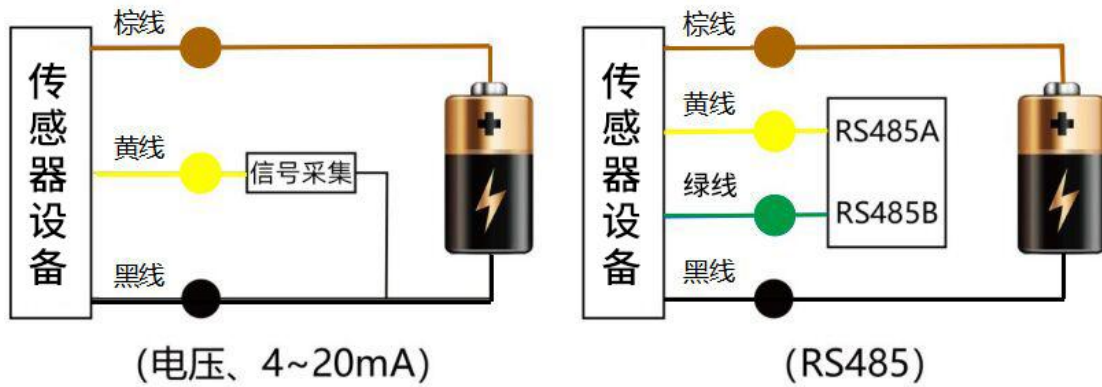 棕线
传感器设备
黄线
信号采集
黑线
(电压、4~20mA)
棕线
传感器设备
黄线
RS485A
绿线
RS485B
黑线
(RS485)